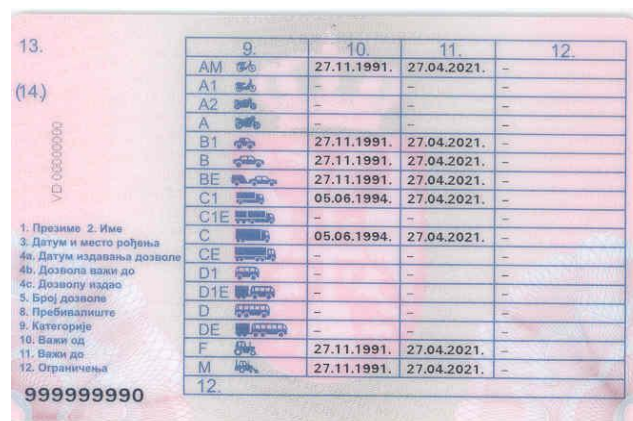 13.
(14.)
VD 06000000
1. Презиме 2. Име
3. Датум и место рођења
4a. Датум издавања дозволе
4b. Дозвола важи до
4c. Дозволу издао
5. Број дозволе
8. Пребивалиште
9. Категорије
10. Важи од
11. Важи до
12. Ограничења
999999990
9. 10. 11. 12.
AM 27.11.1991. 27.04.2021. –
A1 – – –
A2 – – –
A – – –
B1 27.11.1991. 27.04.2021. –
B 27.11.1991. 27.04.2021. –
BE 27.11.1991. 27.04.2021. –
C1 05.06.1994. 27.04.2021. –
C1E – – –
C 05.06.1994. 27.04.2021. –
CE – – –
D1 – – –
D1E – – –
D – – –
DE – – –
F 27.11.1991. 27.04.2021. –
M 27.11.1991. 27.04.2021. –
12.